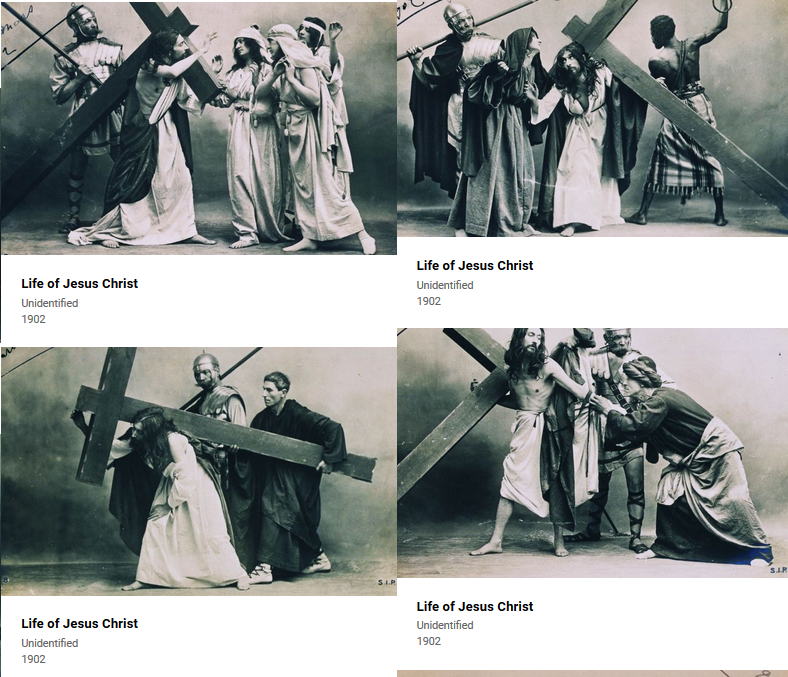 Life of Jesus Christ
Unidentified
1902
Life of Jesus Christ
Unidentified
1902
S.I.P.
Life of Jesus Christ
Unidentified
1902
S.I.P.
Life of Jesus Christ
Unidentified
1902